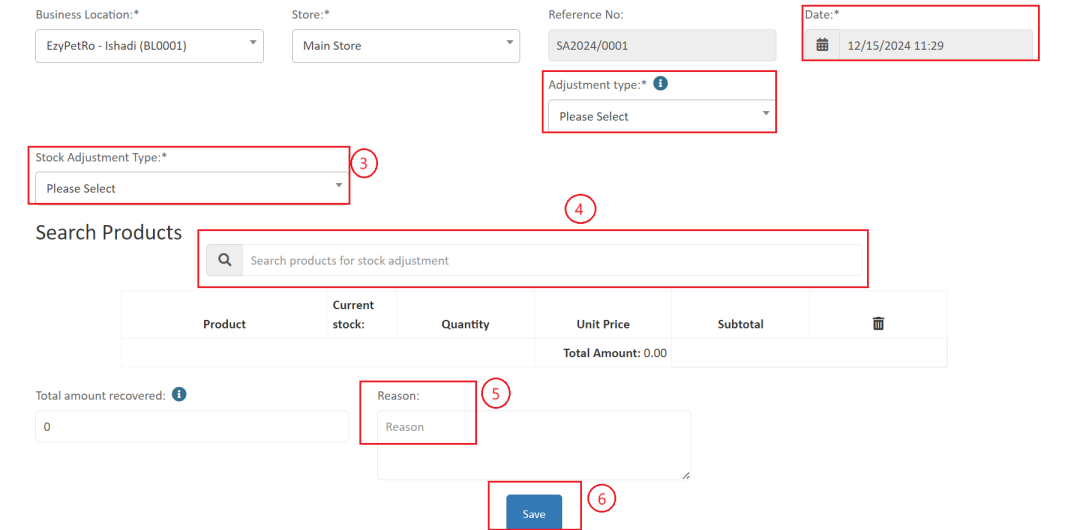 Business Location:* Store:* Reference No: Date:*
EzyPetRo - Ishadi (BL0001) Main Store SA2024/0001 12/15/2024 11:29
Adjustment type:*
Please Select
Stock Adjustment Type:* 3
Please Select
4
Search Products
Search products for stock adjustment
Product Current stock: Quantity Unit Price Subtotal
Total Amount: 0.00
Total amount recovered: Reason: 5
0 Reason
Save 6